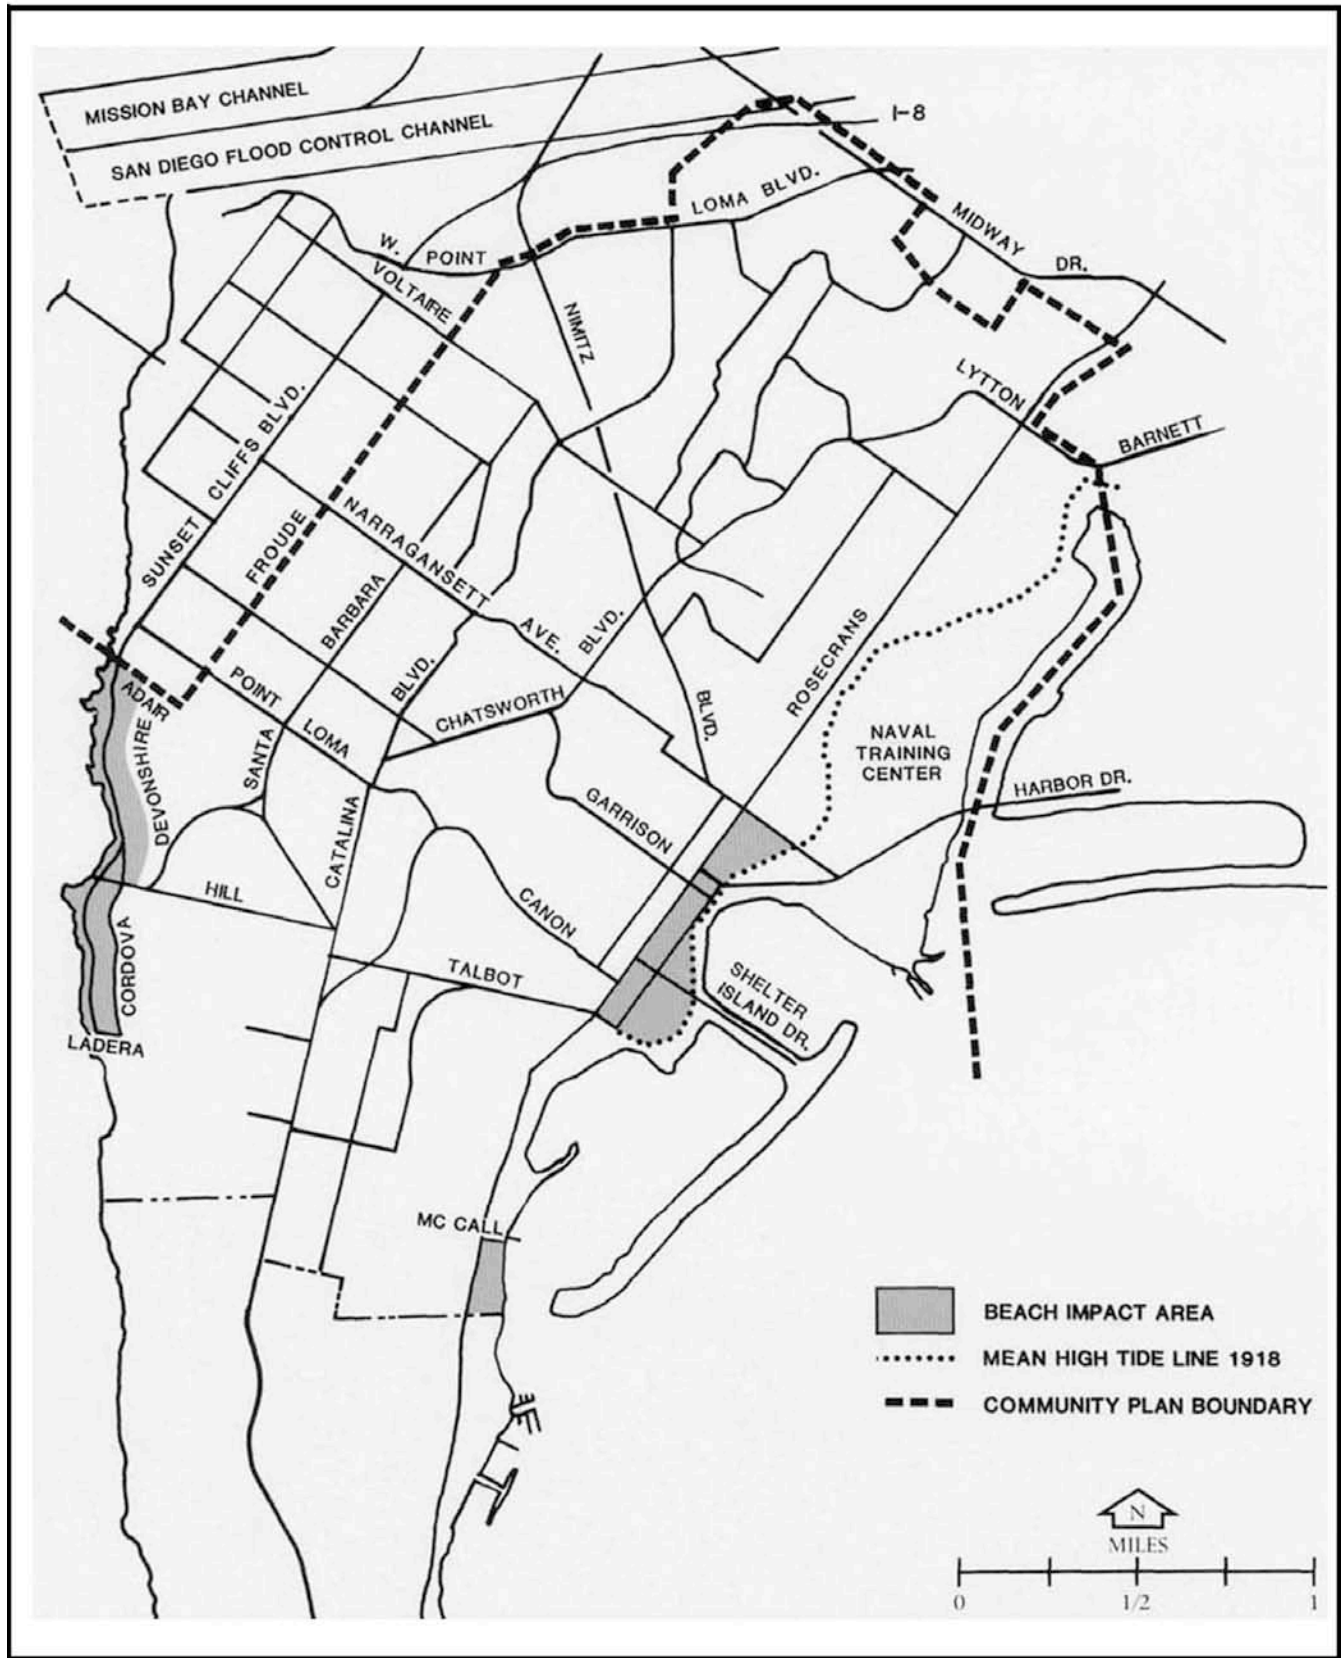 MISSION BAY CHANNEL
SAN DIEGO FLOOD CONTROL CHANNEL
I-8
LOMA BLVD.
MIDWAY
DR.
W.
POINT
VOLTAIRE
NIMITZ
LYTTON
BARNETT
CLIFFS BLVD.
SUNSET
FROUDE
NARRAGANSETT
AVE.
BARBARA
BLVD.
BLVD.
ROSECRANS
ADAIR
POINT
LOMA
CHATSWORTH
BLVD.
NAVAL
TRAINING
CENTER
HARBOR DR.
DEVONSHIRE
SANTA
CATALINA
GARRISON
HILL
CANON
CORDOVA
TALBOT
SHELTER
ISLAND DR.
LADERA
MC CALL
BEACH IMPACT AREA
MEAN HIGH TIDE LINE 1918
COMMUNITY PLAN BOUNDARY
N
MILES
0 1/2 1